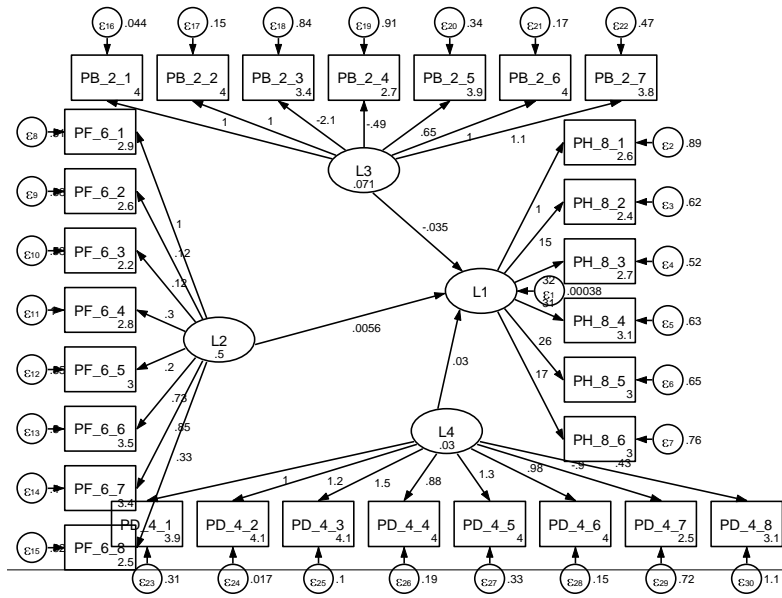 ε16 .044 ε17 .15 ε18 .84 ε19 .91 ε20 .34 ε21 .17 ε22 .47
PB_2_1 4 PB_2_2 4 PB_2_3 3.4 PB_2_4 2.7 PB_2_5 3.9 PB_2_6 4 PB_2_7 3.8
1 1 -2.1 -.49 .65 1 1.1
ε8 PF_6_1 2.9
PH_8_1 2.6 ε2 .89
L3 .071
ε9 PF_6_2 2.6
PH_8_2 2.4 ε3 .62
1 -.035 1
ε10 PF_6_3 2.2 .12 15
PH_8_3 2.7 ε4 .52
.12 32
L1 ε1 .00038
ε11 PF_6_4 2.8 .3
PH_8_4 3.1 ε5 .63
L2 .5 .0056 26
ε12 PF_6_5 3 .2 .03 17
PH_8_5 3 ε6 .65
.73
ε13 PF_6_6 3.5 .85
L4 .03
PH_8_6 3 ε7 .76
.33
ε14 PF_6_7 3.4
1 1.2 1.5 .88 1.3 .98 -.9 .43
PD_4_1 3.9 PD_4_2 4.1 PD_4_3 4.1 PD_4_4 4 PD_4_5 4 PD_4_6 4 PD_4_7 2.5 PD_4_8 3.1
ε15 PF_6_8 2.5
ε23 .31 ε24 .017 ε25 .1 ε26 .19 ε27 .33 ε28 .15 ε29 .72 ε30 1.1